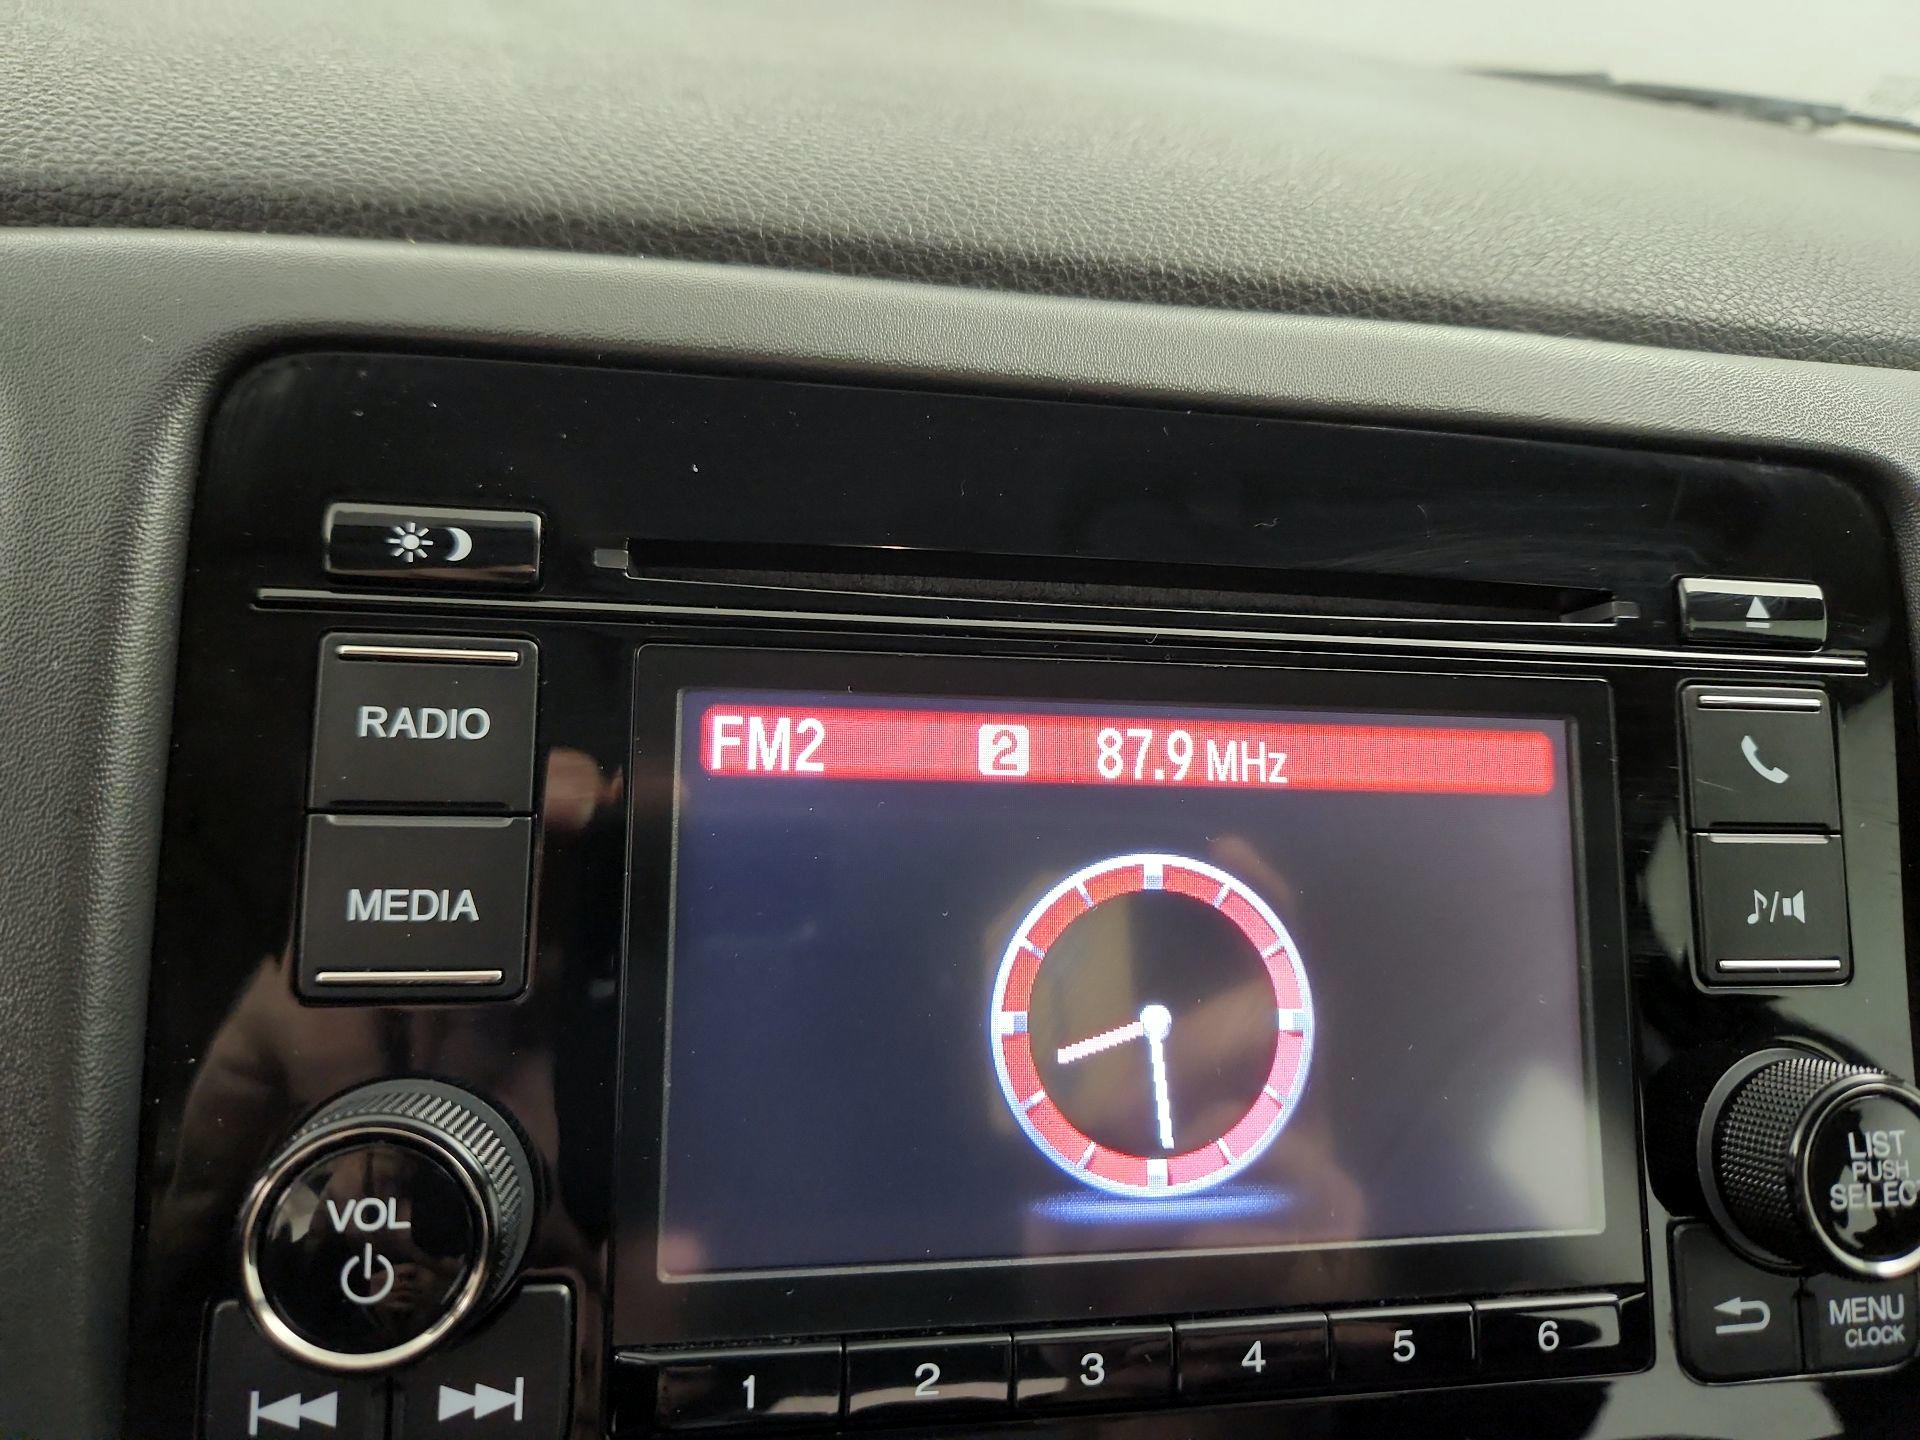 RADIO
MEDIA
FM2 2 87.9 MHz
VOL
LIST
PUSH
SELECT
MENU
CLOCK
1 2 3 4 5 6